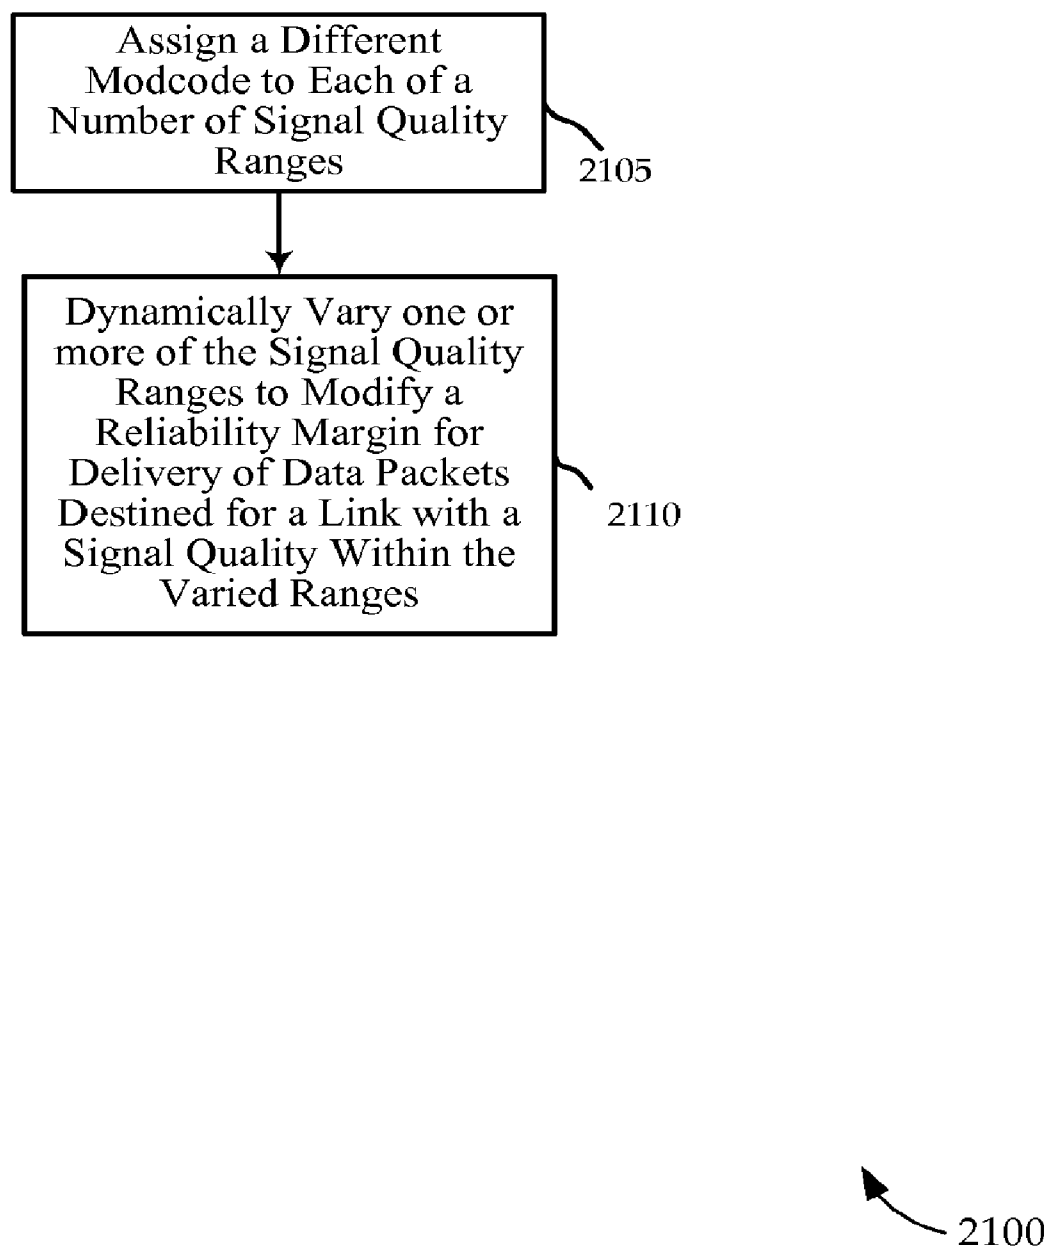 Assign a Different
Modcode to Each of a
Number of Signal Quality
Ranges
2105
Dynamically Vary one or
more of the Signal Quality
Ranges to Modify a
Reliability Margin for
Delivery of Data Packets
Destined for a Link with a
Signal Quality Within the
Varied Ranges
2110
2100